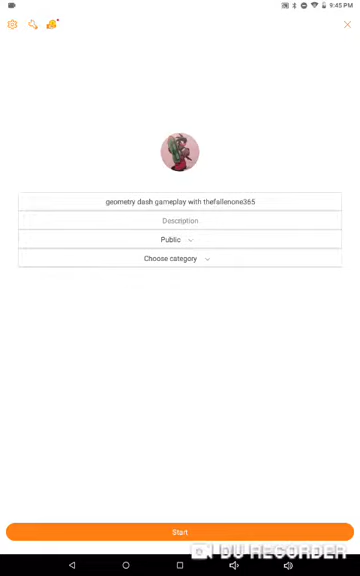 9:45 PM
geometry dash gameplay with thefallenone365
Description
Public
Choose category
Start
DU RECORDER